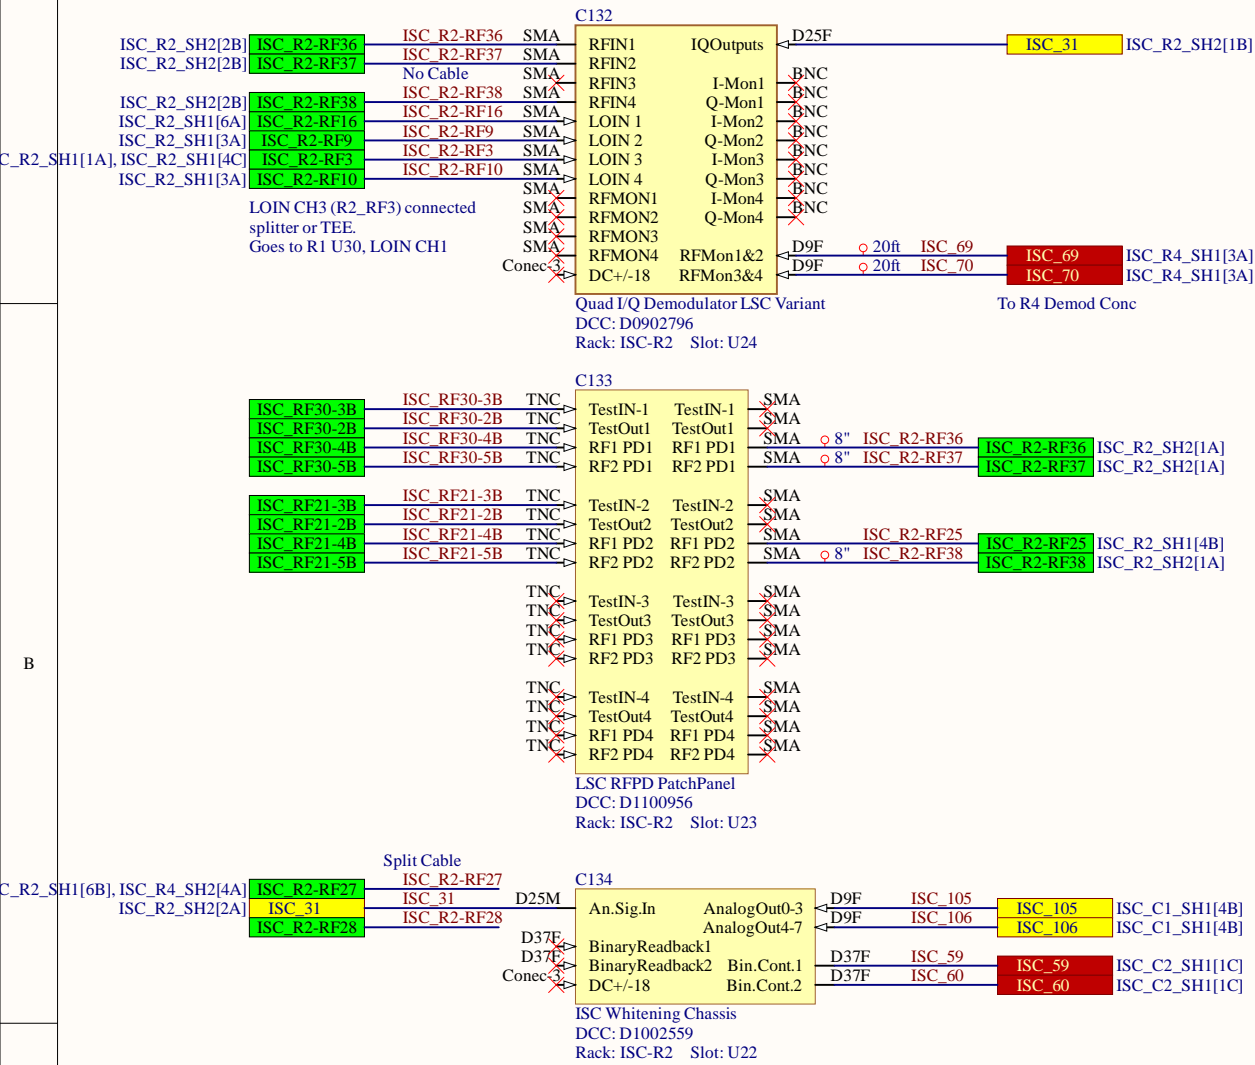 C132
ISC_R2_SH2[2B] ISC_R2-RF36 ISC_R2-RF36 SMA RFIN1 IQOutputs D25F ISC_31 ISC_R2_SH2[1B]
ISC_R2_SH2[2B] ISC_R2-RF37 ISC_R2-RF37 SMA RFIN2
No Cable SMA RFIN3 I-Mon1 BNC
ISC_R2_SH2[2B] ISC_R2-RF38 ISC_R2-RF38 SMA RFIN4 Q-Mon1 BNC
ISC_R2_SH1[6A] ISC_R2-RF16 ISC_R2-RF16 SMA LOIN 1 I-Mon2 BNC
ISC_R2_SH1[3A] ISC_R2-RF9 ISC_R2-RF9 SMA LOIN 2 Q-Mon2 BNC
C_R2_SH1[1A], ISC_R2_SH1[4C] ISC_R2-RF3 ISC_R2-RF3 SMA LOIN 3 I-Mon3 BNC
ISC_R2_SH1[3A] ISC_R2-RF10 ISC_R2-RF10 SMA LOIN 4 Q-Mon3 BNC
SMA RFMON1 I-Mon4 BNC
LOIN CH3 (R2_RF3) connected SMA RFMON2 Q-Mon4 BNC
splitter or TEE. SMA RFMON3
Goes to R1 U30, LOIN CH1 SMA RFMON4 RFMon1&2 D9F 20ft ISC_69 ISC_69 ISC_R4_SH1[3A]
Conec-3 DC+/-18 RFMon3&4 D9F 20ft ISC_70 ISC_70 ISC_R4_SH1[3A]
Quad I/Q Demodulator LSC Variant To R4 Demod Conc
DCC: D0902796
Rack: ISC-R2 Slot: U24
C133
ISC_RF30-3B ISC_RF30-3B TNC TestIN-1 TestIN-1 SMA
ISC_RF30-2B ISC_RF30-2B TNC TestOut1 TestOut1 SMA
ISC_RF30-4B ISC_RF30-4B TNC RF1 PD1 RF1 PD1 SMA 8" ISC_R2-RF36 ISC_R2-RF36 ISC_R2_SH2[1A]
ISC_RF30-5B ISC_RF30-5B TNC RF2 PD1 RF2 PD1 SMA 8" ISC_R2-RF37 ISC_R2-RF37 ISC_R2_SH2[1A]
ISC_RF21-3B ISC_RF21-3B TNC TestIN-2 TestIN-2 SMA
ISC_RF21-2B ISC_RF21-2B TNC TestOut2 TestOut2 SMA
ISC_RF21-4B ISC_RF21-4B TNC RF1 PD2 RF1 PD2 SMA ISC_R2-RF25 ISC_R2-RF25 ISC_R2_SH1[4B]
ISC_RF21-5B ISC_RF21-5B TNC RF2 PD2 RF2 PD2 SMA 8" ISC_R2-RF38 ISC_R2-RF38 ISC_R2_SH2[1A]
TNC TestIN-3 TestIN-3 SMA
TNC TestOut3 TestOut3 SMA
TNC RF1 PD3 RF1 PD3 SMA
B TNC RF2 PD3 RF2 PD3 SMA
TNC TestIN-4 TestIN-4 SMA
TNC TestOut4 TestOut4 SMA
TNC RF1 PD4 RF1 PD4 SMA
TNC RF2 PD4 RF2 PD4 SMA
LSC RFPD PatchPanel
DCC: D1100956
Rack: ISC-R2 Slot: U23
Split Cable
C134
C_R2_SH1[6B], ISC_R4_SH2[4A] ISC_R2-RF27 ISC_R2-RF27
ISC_R2_SH2[2A] ISC_31 ISC_31 D25M An.Sig.In AnalogOut0-3 D9F ISC_105 ISC_105 ISC_C1_SH1[4B]
ISC_R2-RF28 ISC_R2-RF28 AnalogOut4-7 D9F ISC_106 ISC_106 ISC_C1_SH1[4B]
D37F BinaryReadback1
D37F BinaryReadback2 Bin.Cont.1 D37F ISC_59 ISC_59 ISC_C2_SH1[1C]
Conec-3 DC+/-18 Bin.Cont.2 D37F ISC_60 ISC_60 ISC_C2_SH1[1C]
ISC Whitening Chassis
DCC: D1002559
Rack: ISC-R2 Slot: U22